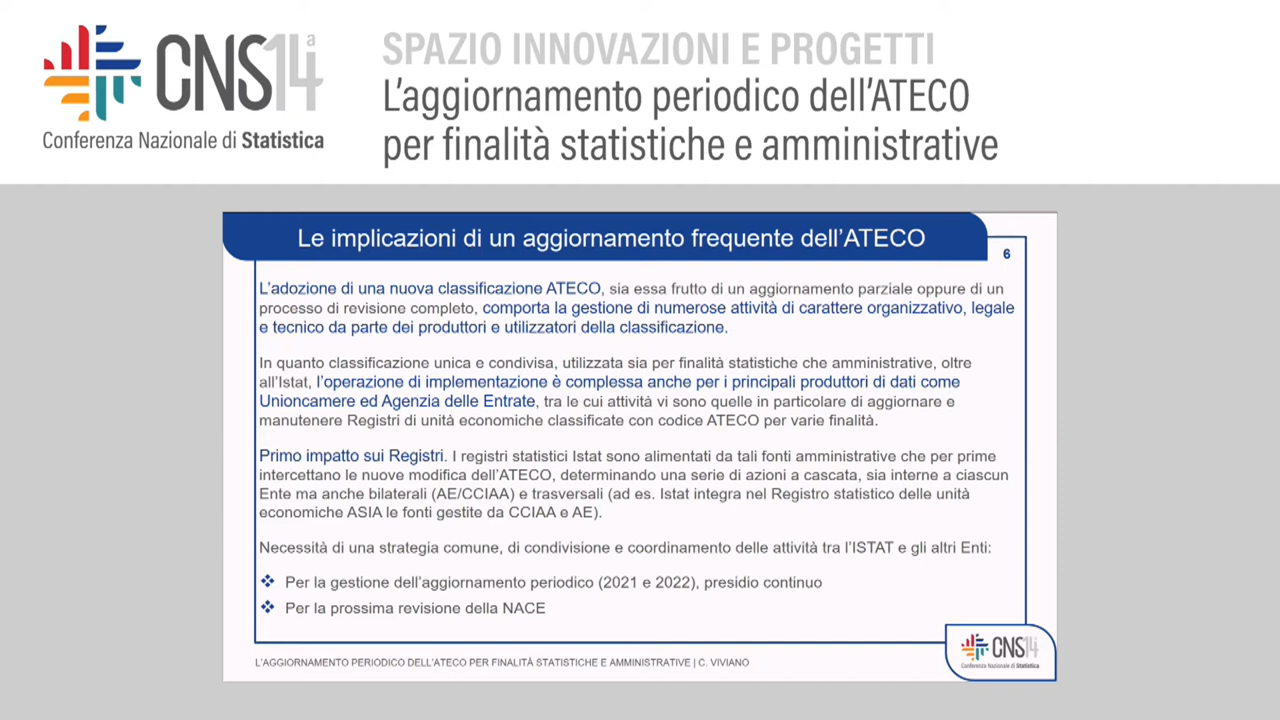 CNS14ª
Conferenza Nazionale di Statistica
SPAZIO INNOVAZIONI E PROGETTI
L'aggiornamento periodico dell'ATECO
per finalità statistiche e amministrative
Le implicazioni di un aggiornamento frequente dell'ATECO
6
L'adozione di una nuova classificazione ATECO, sia essa frutto di un aggiornamento parziale oppure di un
processo di revisione completo, comporta la gestione di numerose attività di carattere organizzativo, legale
e tecnico da parte dei produttori e utilizzatori della classificazione.
In quanto classificazione unica e condivisa, utilizzata sia per finalità statistiche che amministrative, oltre
all'Istat, l'operazione di implementazione è complessa anche per i principali produttori di dati come
Unioncamere ed Agenzia delle Entrate, tra le cui attività vi sono quelle in particolare di aggiornare e
manutenere Registri di unità economiche classificate con codice ATECO per varie finalità.
Primo impatto sui Registri. I registri statistici Istat sono alimentati da tali fonti amministrative che per prime
intercettano le nuove modifica dell'ATECO, determinando una serie di azioni a cascata, sia interne a ciascun
Ente ma anche bilaterali (AE/CCIAA) e trasversali (ad es. Istat integra nel Registro statistico delle unità
economiche ASIA le fonti gestite da CCIAA e AE).
Necessità di una strategia comune, di condivisione e coordinamento delle attività tra l'ISTAT e gli altri Enti:
❖ Per la gestione dell'aggiornamento periodico (2021 e 2022), presidio continuo
❖ Per la prossima revisione della NACE
L'AGGIORNAMENTO PERIODICO DELL'ATECO PER FINALITÀ STATISTICHE E AMMINISTRATIVE | C. VIVIANO
CNS14ª
Conferenza Nazionale di Statistica